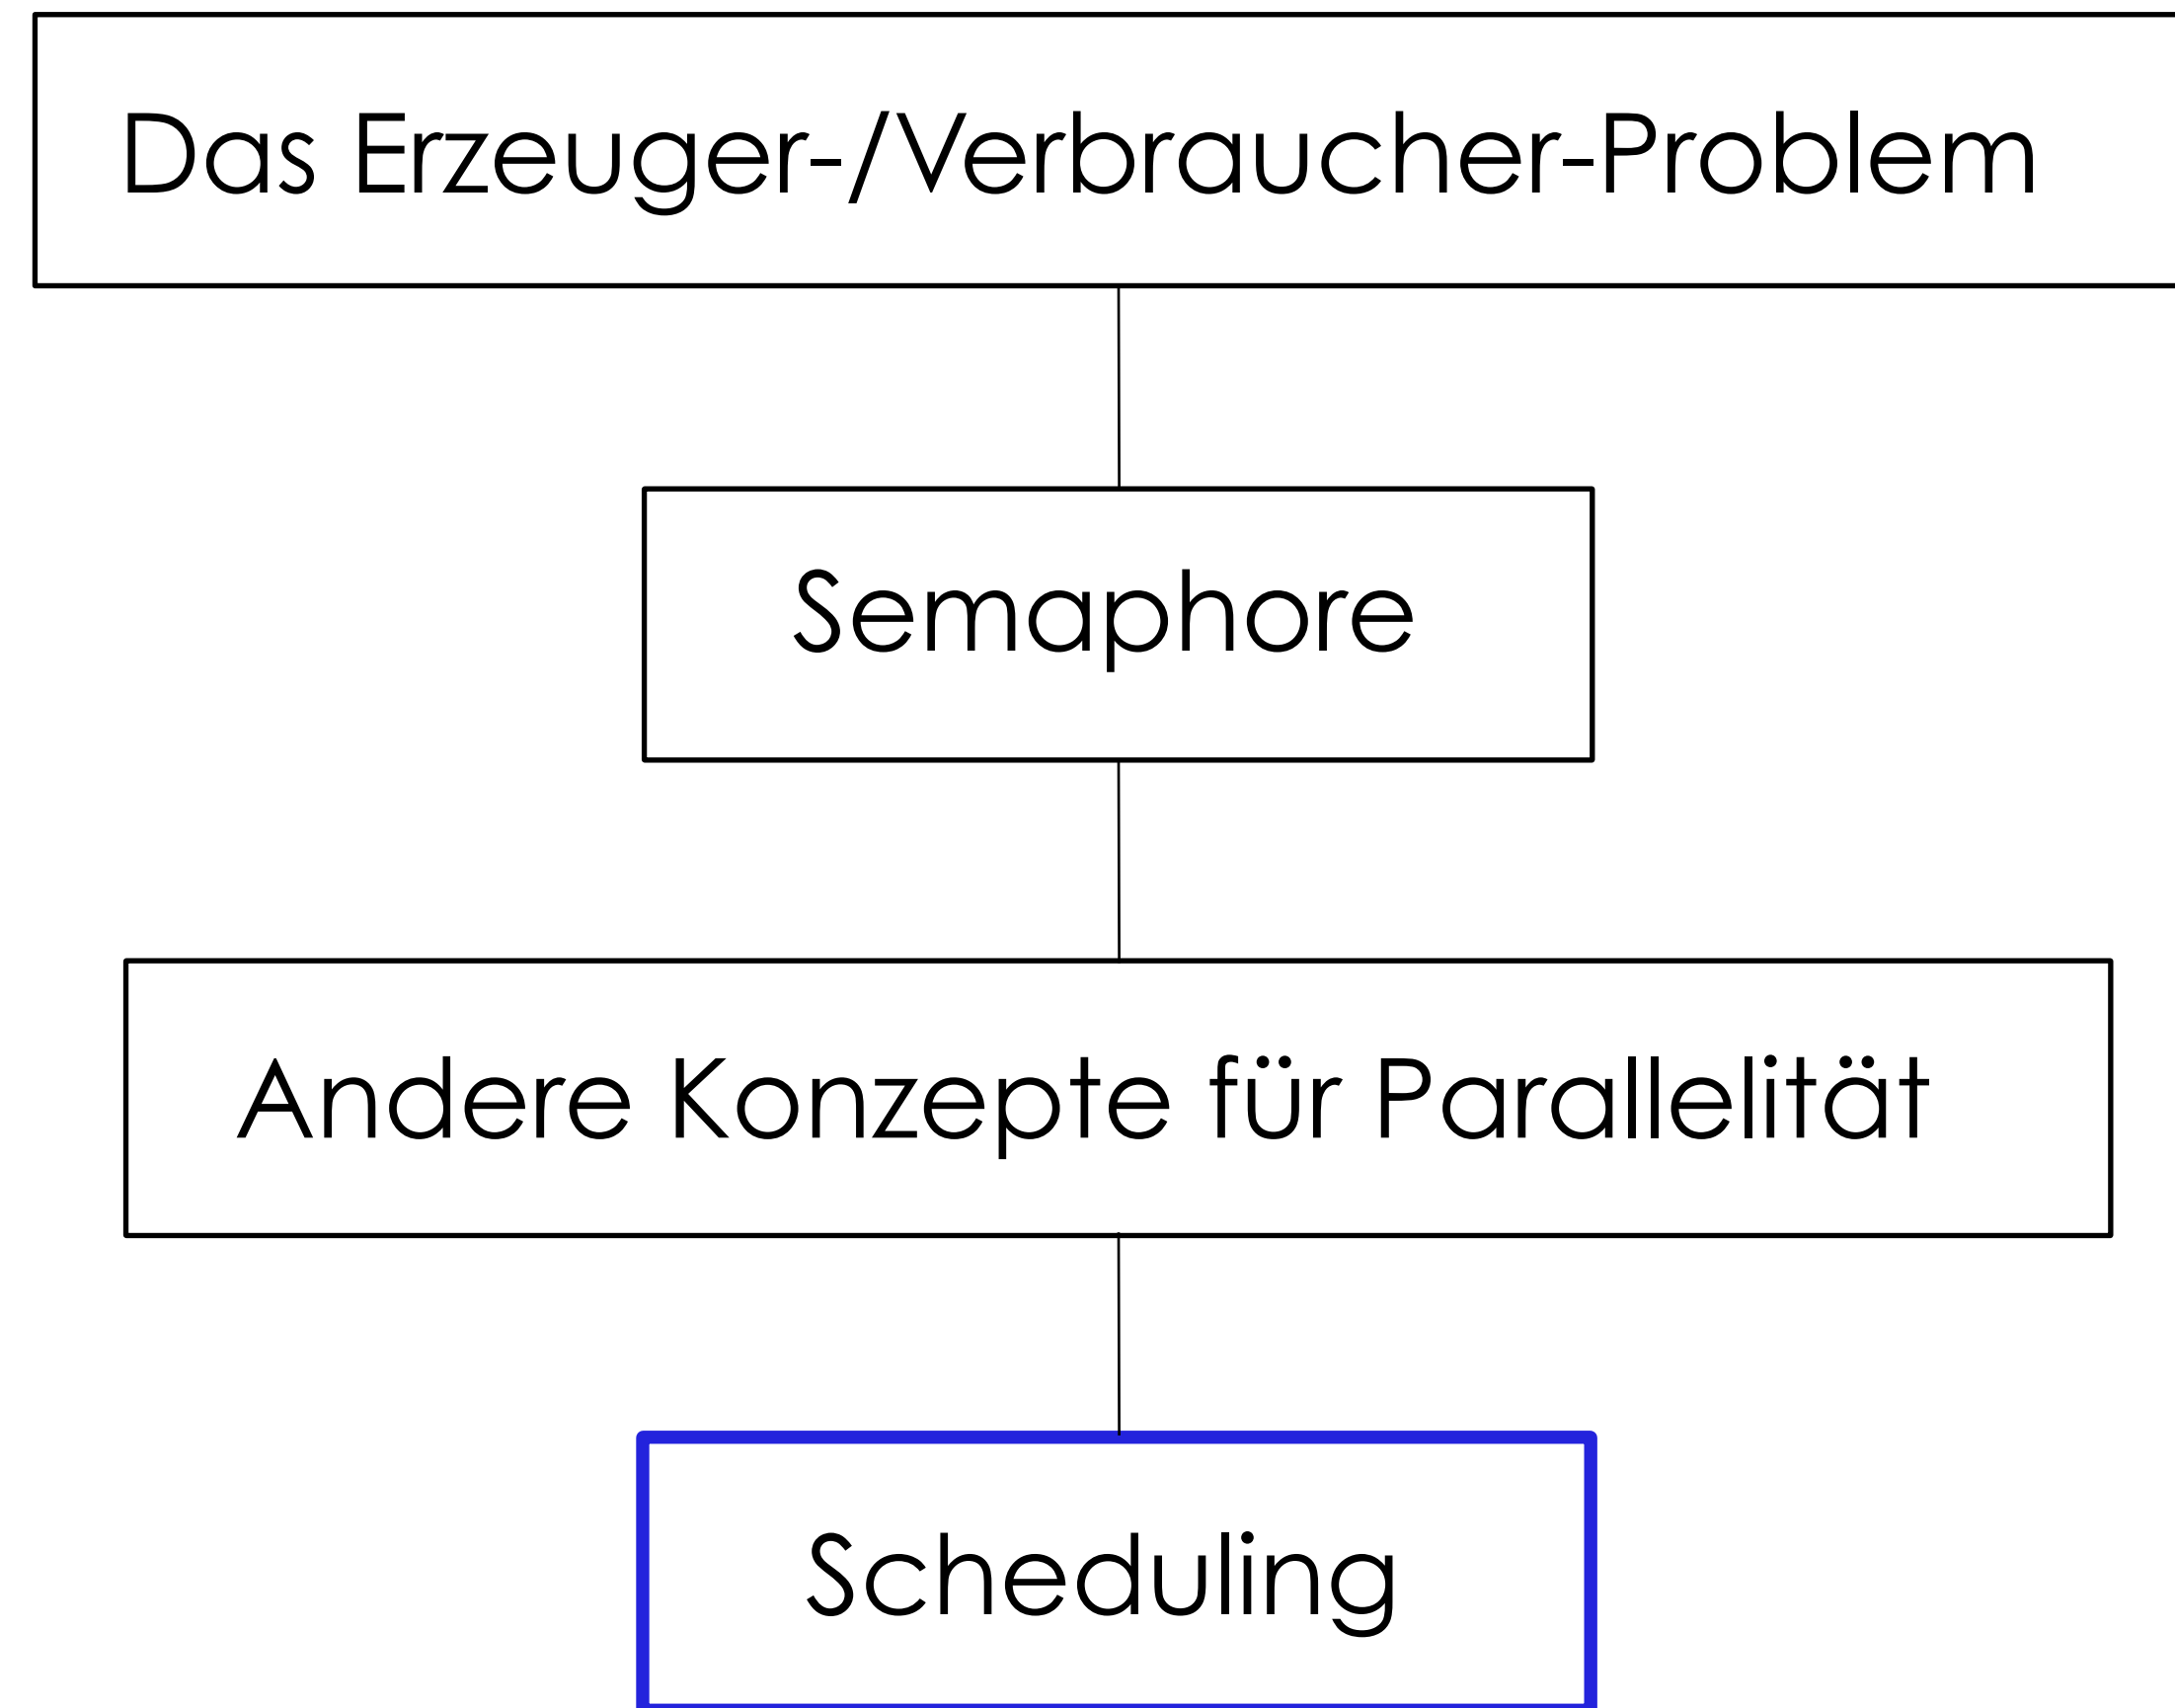 Das Erzeuger-/Verbraucher-Problem
Semaphore
Andere Konzepte für Parallelität
Scheduling